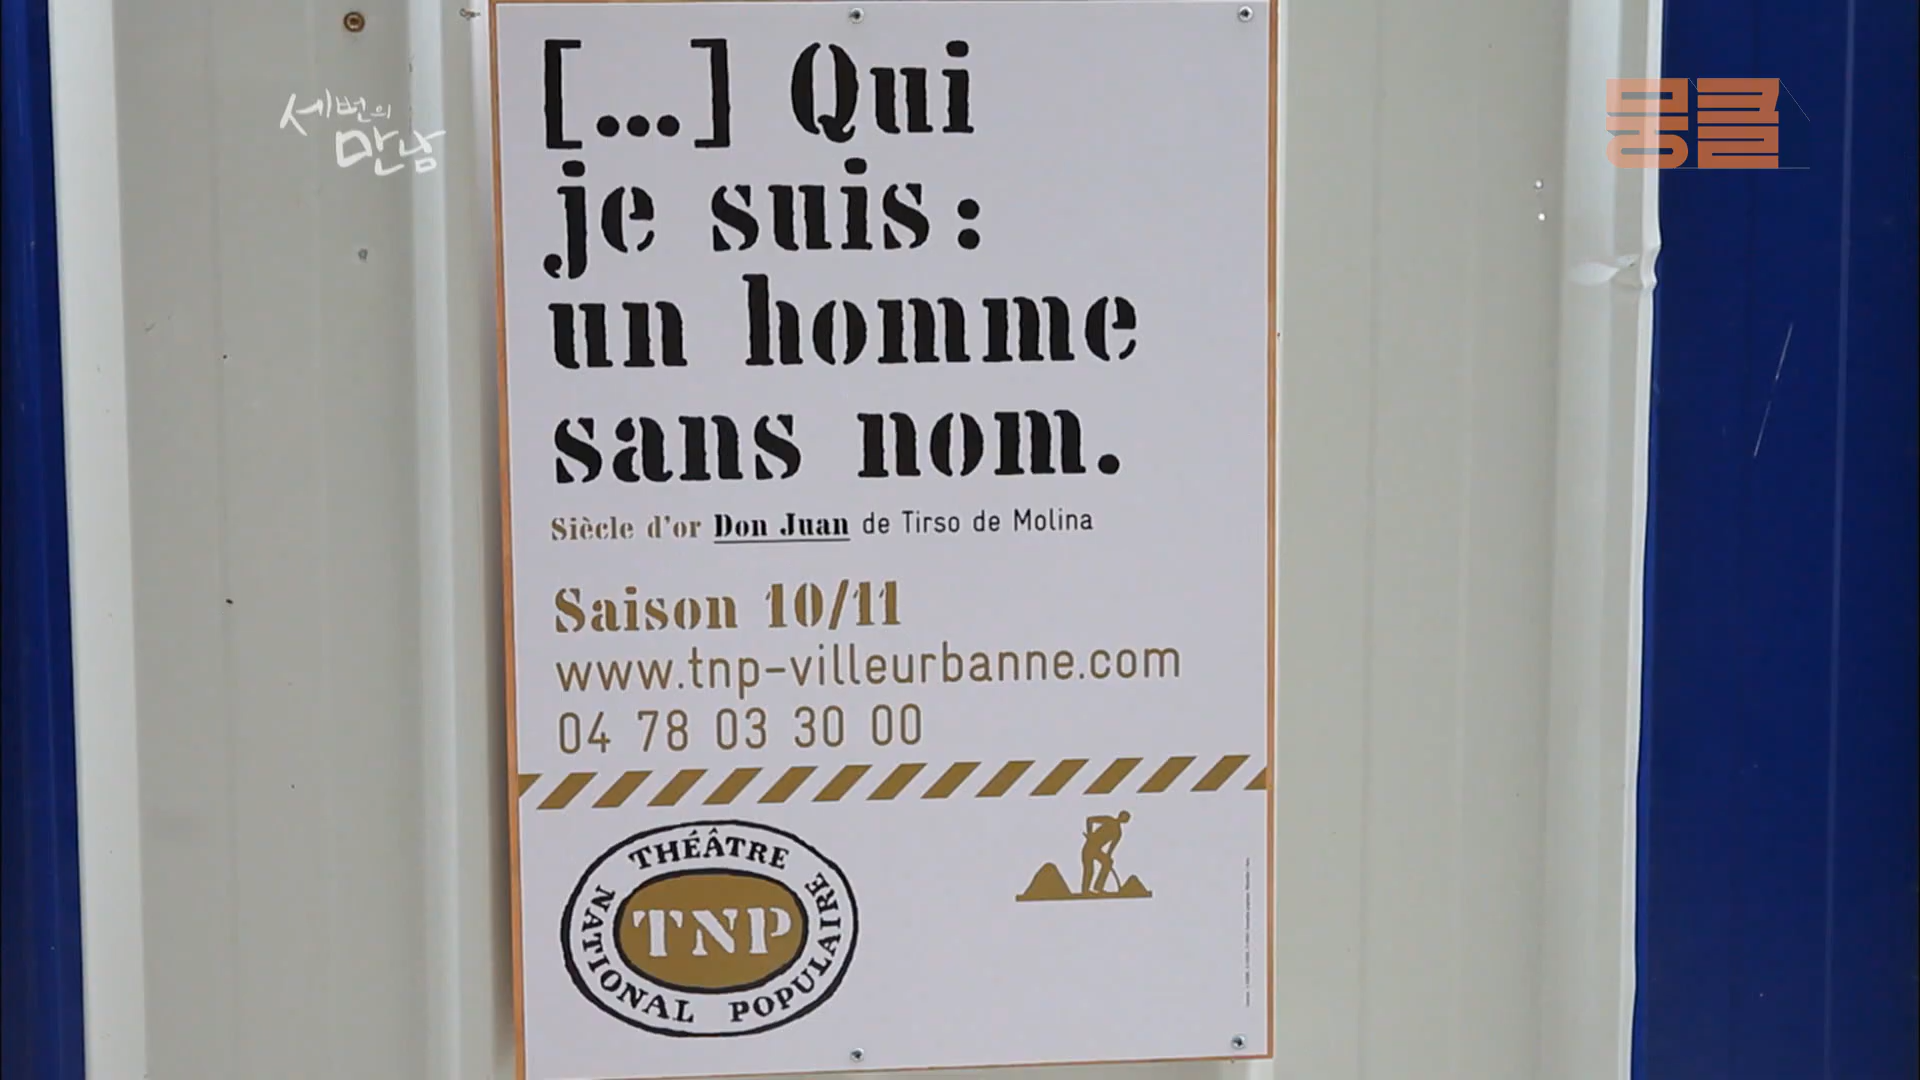 세번의
만남
뭉클
[...] Qui
je suis :
un homme
sans nom.
Siècle d'or Don Juan de Tirso de Molina
Saison 10/11
www.tnp-villeurbanne.com
04 78 03 30 00
THÉÂTRE
NATIONAL POPULAIRE
TNP